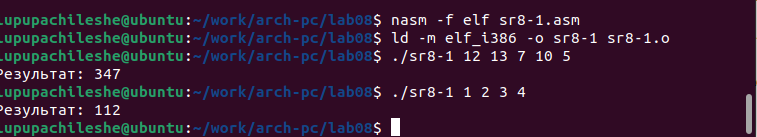 lupupachileshe@ubuntu:~/work/arch-pc/lab08$ nasm -f elf sr8-1.asm
lupupachileshe@ubuntu:~/work/arch-pc/lab08$ ld -m elf_i386 -o sr8-1 sr8-1.o
lupupachileshe@ubuntu:~/work/arch-pc/lab08$ ./sr8-1 12 13 7 10 5
Результат: 347
lupupachileshe@ubuntu:~/work/arch-pc/lab08$ ./sr8-1 1 2 3 4
Результат: 112
lupupachileshe@ubuntu:~/work/arch-pc/lab08$